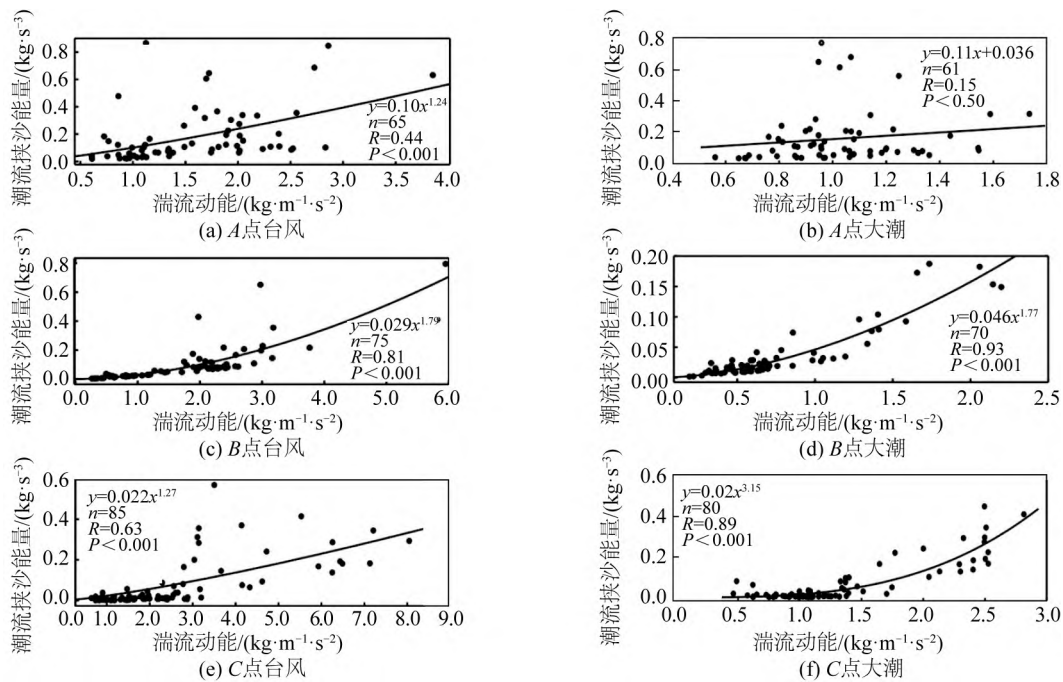 潮流挟沙能量/(kg·s⁻³)
0.8
0.6
0.4
0.2
0.0
y=0.10x^1.24
n=65
R=0.44
P<0.001
0.5 1.0 1.5 2.0 2.5 3.0 3.5 4.0
湍流动能/(kg·m⁻¹·s⁻²)
(a) A点台风
潮流挟沙能量/(kg·s⁻³)
0.8
0.6
0.4
0.2
0.0
y=0.11x+0.036
n=61
R=0.15
P<0.50
0.4 0.6 0.8 1.0 1.2 1.4 1.6 1.8
湍流动能/(kg·m⁻¹·s⁻²)
(b) A点大潮
潮流挟沙能量/(kg·s⁻³)
0.8
0.6
0.4
0.2
0.0
y=0.029x^1.79
n=75
R=0.81
P<0.001
0.0 1.0 2.0 3.0 4.0 5.0 6.0
湍流动能/(kg·m⁻¹·s⁻²)
(c) B点台风
潮流挟沙能量/(kg·s⁻³)
0.20
0.15
0.10
0.05
0.00
y=0.046x^1.77
n=70
R=0.93
P<0.001
0.0 0.5 1.0 1.5 2.0 2.5
湍流动能/(kg·m⁻¹·s⁻²)
(d) B点大潮
潮流挟沙能量/(kg·s⁻³)
0.6
0.4
0.2
0.0
y=0.022x^1.27
n=85
R=0.63
P<0.001
0.0 1.0 2.0 3.0 4.0 5.0 6.0 7.0 8.0 9.0
湍流动能/(kg·m⁻¹·s⁻²)
(e) C点台风
潮流挟沙能量/(kg·s⁻³)
0.6
0.4
0.2
0.0
y=0.02x^3.15
n=80
R=0.89
P<0.001
0.0 0.5 1.0 1.5 2.0 2.5 3.0
湍流动能/(kg·m⁻¹·s⁻²)
(f) C点大潮